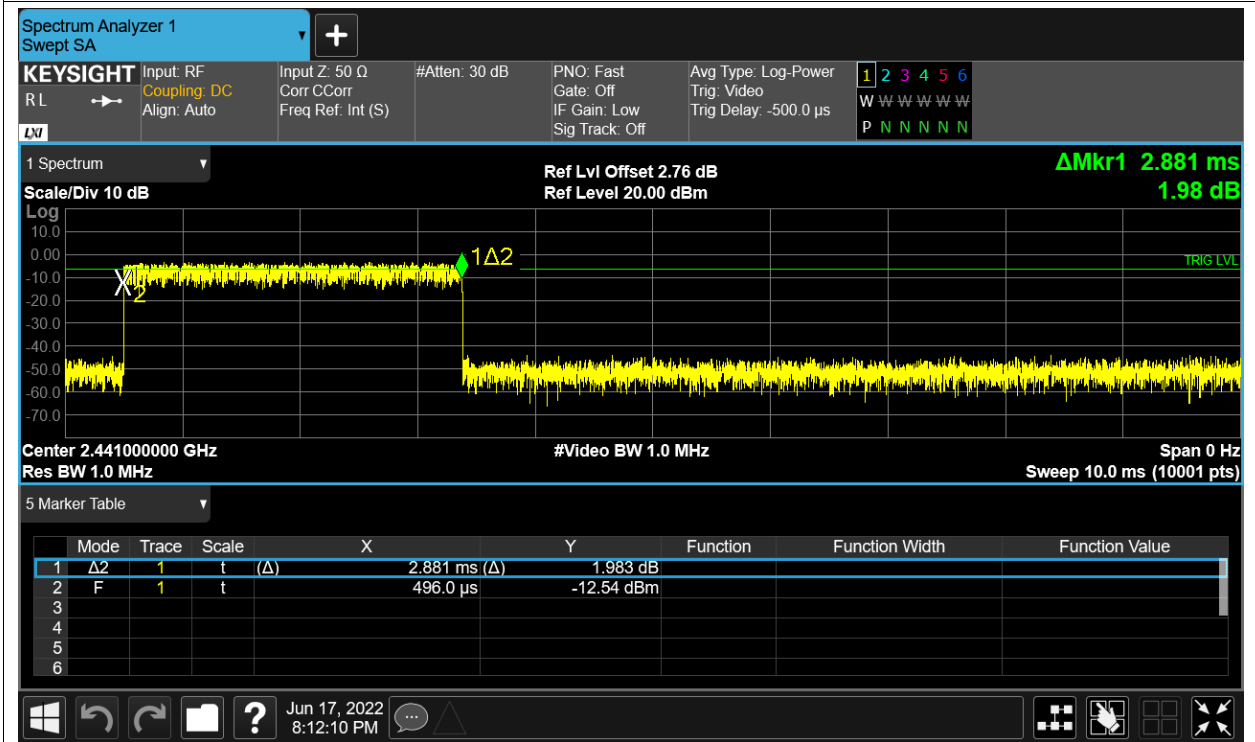 Spectrum Analyzer 1
Swept SA
+
KEYSIGHT
R L
LXI
Input: RF
Coupling: DC
Align: Auto
Input Z: 50 Ω
Corr CCorr
Freq Ref: Int (S)
#Atten: 30 dB
PNO: Fast
Gate: Off
IF Gain: Low
Sig Track: Off
Avg Type: Log-Power
Trig: Video
Trig Delay: -500.0 µs
1 2 3 4 5 6
W W W W W W
P N N N N N
1 Spectrum
Scale/Div 10 dB
Ref Lvl Offset 2.76 dB
Ref Level 20.00 dBm
ΔMkr1 2.881 ms
1.98 dB
Log
10.0
0.00
-10.0
-20.0
-30.0
-40.0
-50.0
-60.0
-70.0
X
2
1Δ2
TRIG LVL
Center 2.441000000 GHz
#Video BW 1.0 MHz
Span 0 Hz
Res BW 1.0 MHz
Sweep 10.0 ms (10001 pts)
5 Marker Table
Mode Trace Scale X Y Function Function Width Function Value
1 Δ2 1 t (Δ) 2.881 ms (Δ) 1.983 dB
2 F 1 t 496.0 µs -12.54 dBm
3
4
5
6
?
Jun 17, 2022
8:12:10 PM